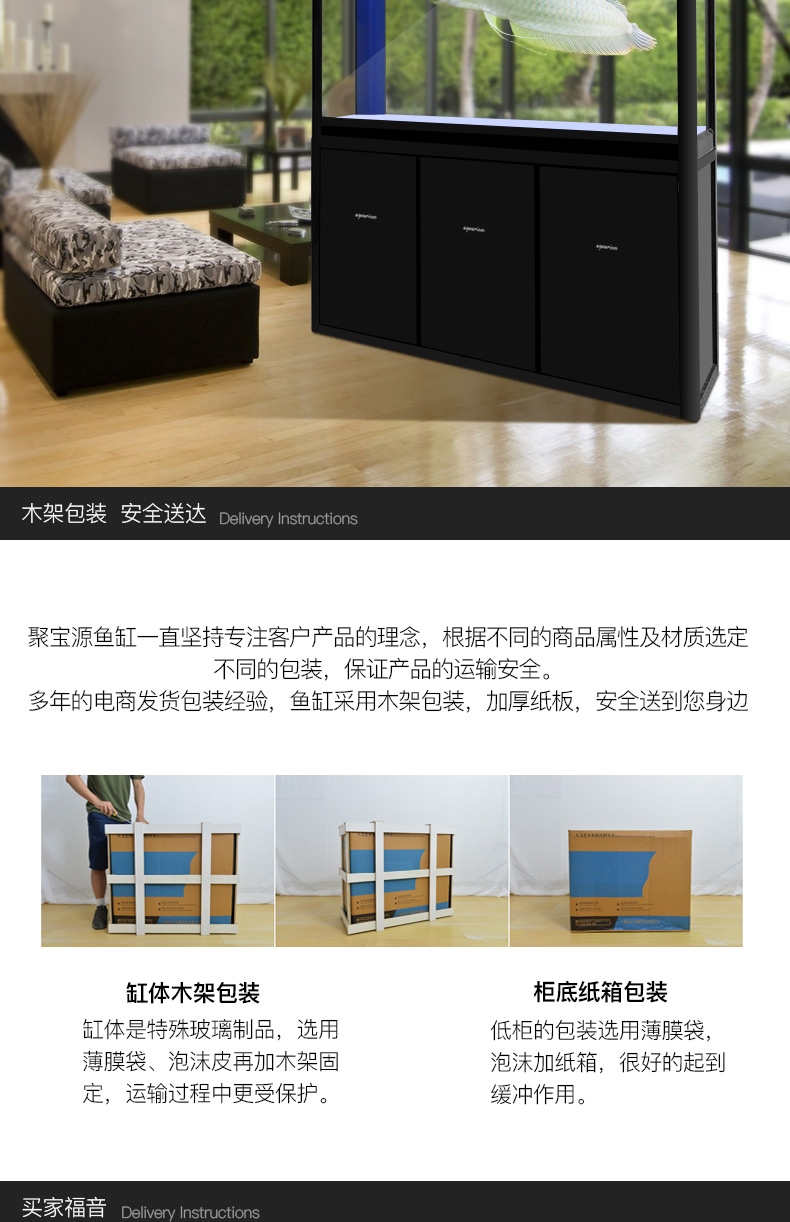 aquarium
aquarium
aquarium
木架包装 安全送达 Delivery Instructions
聚宝源鱼缸一直坚持专注客户产品的理念，根据不同的商品属性及材质选定
不同的包装，保证产品的运输安全。
多年的电商发货包装经验，鱼缸采用木架包装，加厚纸板，安全送到您身边
缸体木架包装
缸体是特殊玻璃制品，选用
薄膜袋、泡沫皮再加木架固
定，运输过程中更受保护。
柜底纸箱包装
低柜的包装选用薄膜袋，
泡沫加纸箱，很好的起到
缓冲作用。
买家福音 Delivery Instructions